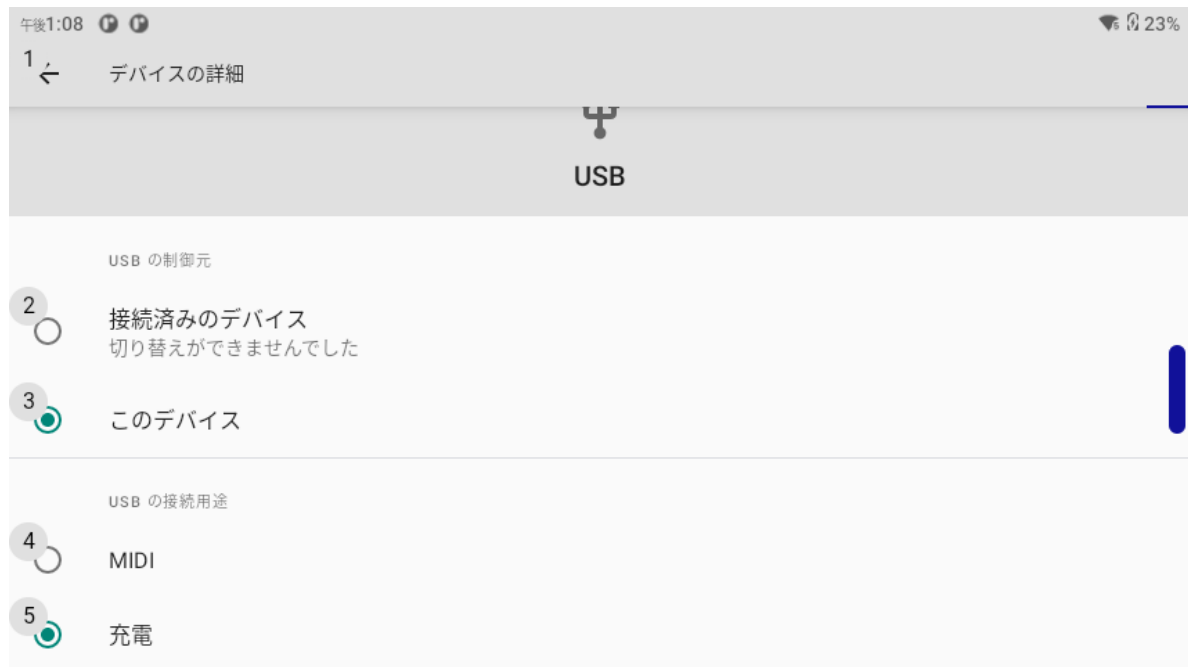 午後1:08 23%
1
デバイスの詳細
USB
USB の制御元
2
接続済みのデバイス
切り替えができませんでした
3
このデバイス
USB の接続用途
4
MIDI
5
充電